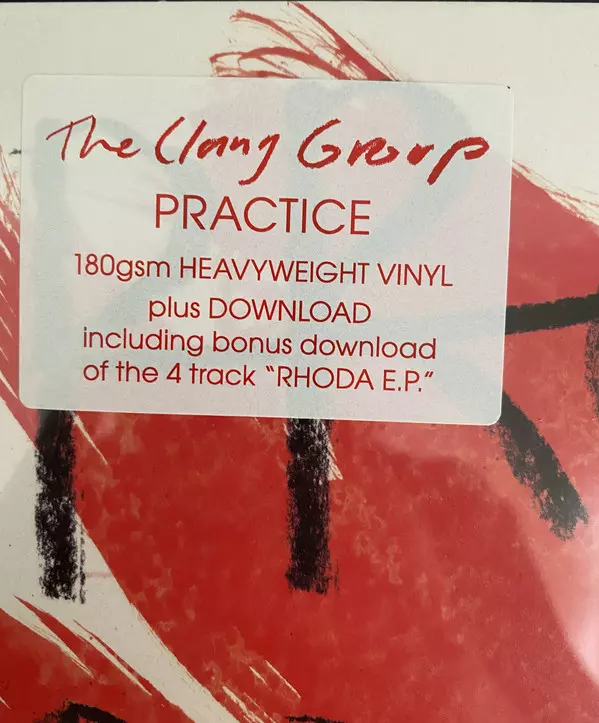 The Clang Group
PRACTICE
180gsm HEAVYWEIGHT VINYL
plus DOWNLOAD
including bonus download
of the 4 track “RHODA E.P.”